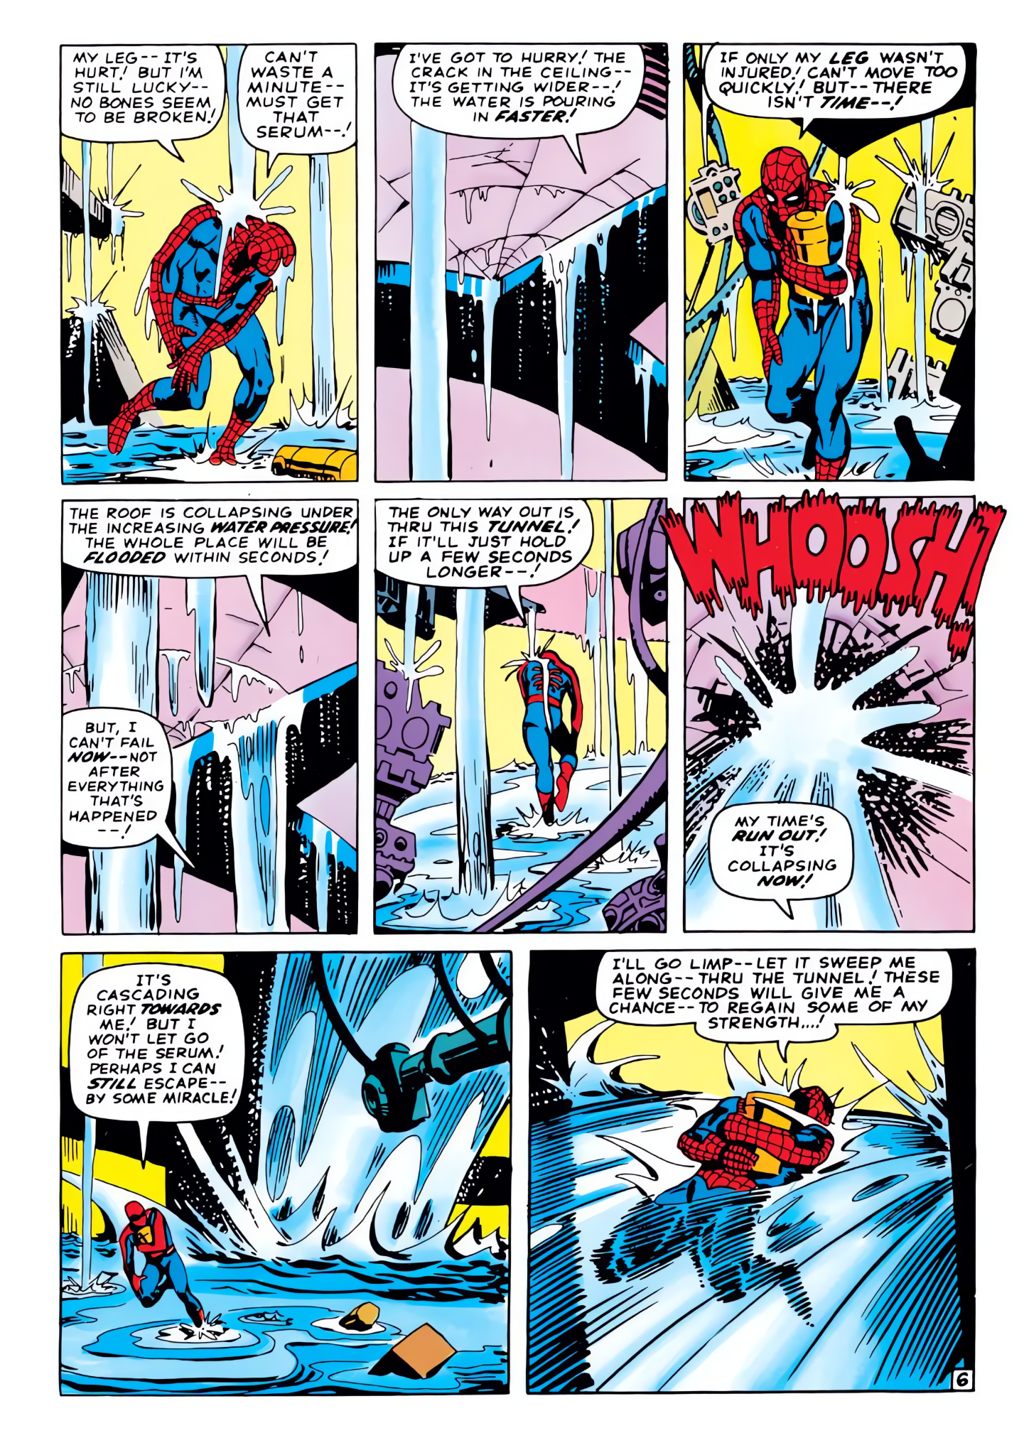 MY LEG--IT'S
HURT! BUT I'M
STILL LUCKY--
NO BONES SEEM
TO BE BROKEN!
CAN'T
WASTE A
MINUTE--
MUST GET
THAT
SERUM--!
I'VE GOT TO HURRY! THE
CRACK IN THE CEILING--
IT'S GETTING WIDER--!
THE WATER IS POURING
IN FASTER!
IF ONLY MY LEG WASN'T
INJURED! CAN'T MOVE TOO
QUICKLY! BUT--THERE
ISN'T TIME--!
THE ROOF IS COLLAPSING UNDER
THE INCREASING WATER PRESSURE!
THE WHOLE PLACE WILL BE
FLOODED WITHIN SECONDS!
BUT, I
CAN'T FAIL
NOW--NOT
AFTER
EVERYTHING
THAT'S
HAPPENED
--!
THE ONLY WAY OUT IS
THRU THIS TUNNEL!
IF IT'LL JUST HOLD
UP A FEW SECONDS
LONGER--!
WHOOSH!
MY TIME'S
RUN OUT!
IT'S
COLLAPSING
NOW!
IT'S
CASCADING
RIGHT TOWARDS
ME! BUT I
WON'T LET GO
OF THE SERUM!
PERHAPS I CAN
STILL ESCAPE--
BY SOME MIRACLE!
I'LL GO LIMP--LET IT SWEEP ME
ALONG--THRU THE TUNNEL! THESE
FEW SECONDS WILL GIVE ME A
CHANCE--TO REGAIN SOME OF MY
STRENGTH...!
6